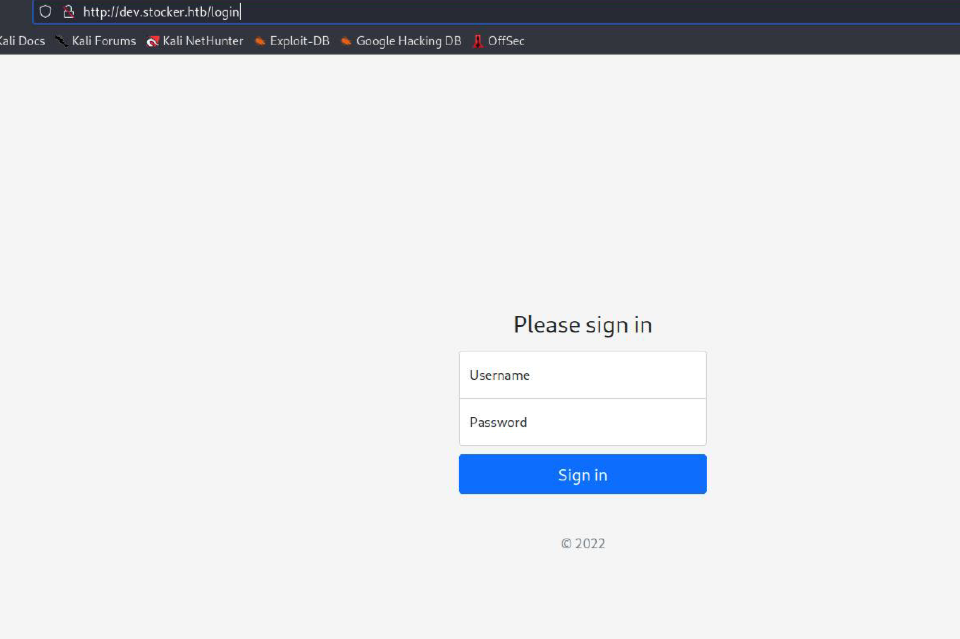 http://dev.stocker.htb/login
Kali Docs Kali Forums Kali NetHunter Exploit-DB Google Hacking DB OffSec
Please sign in
Username
Password
Sign in
© 2022